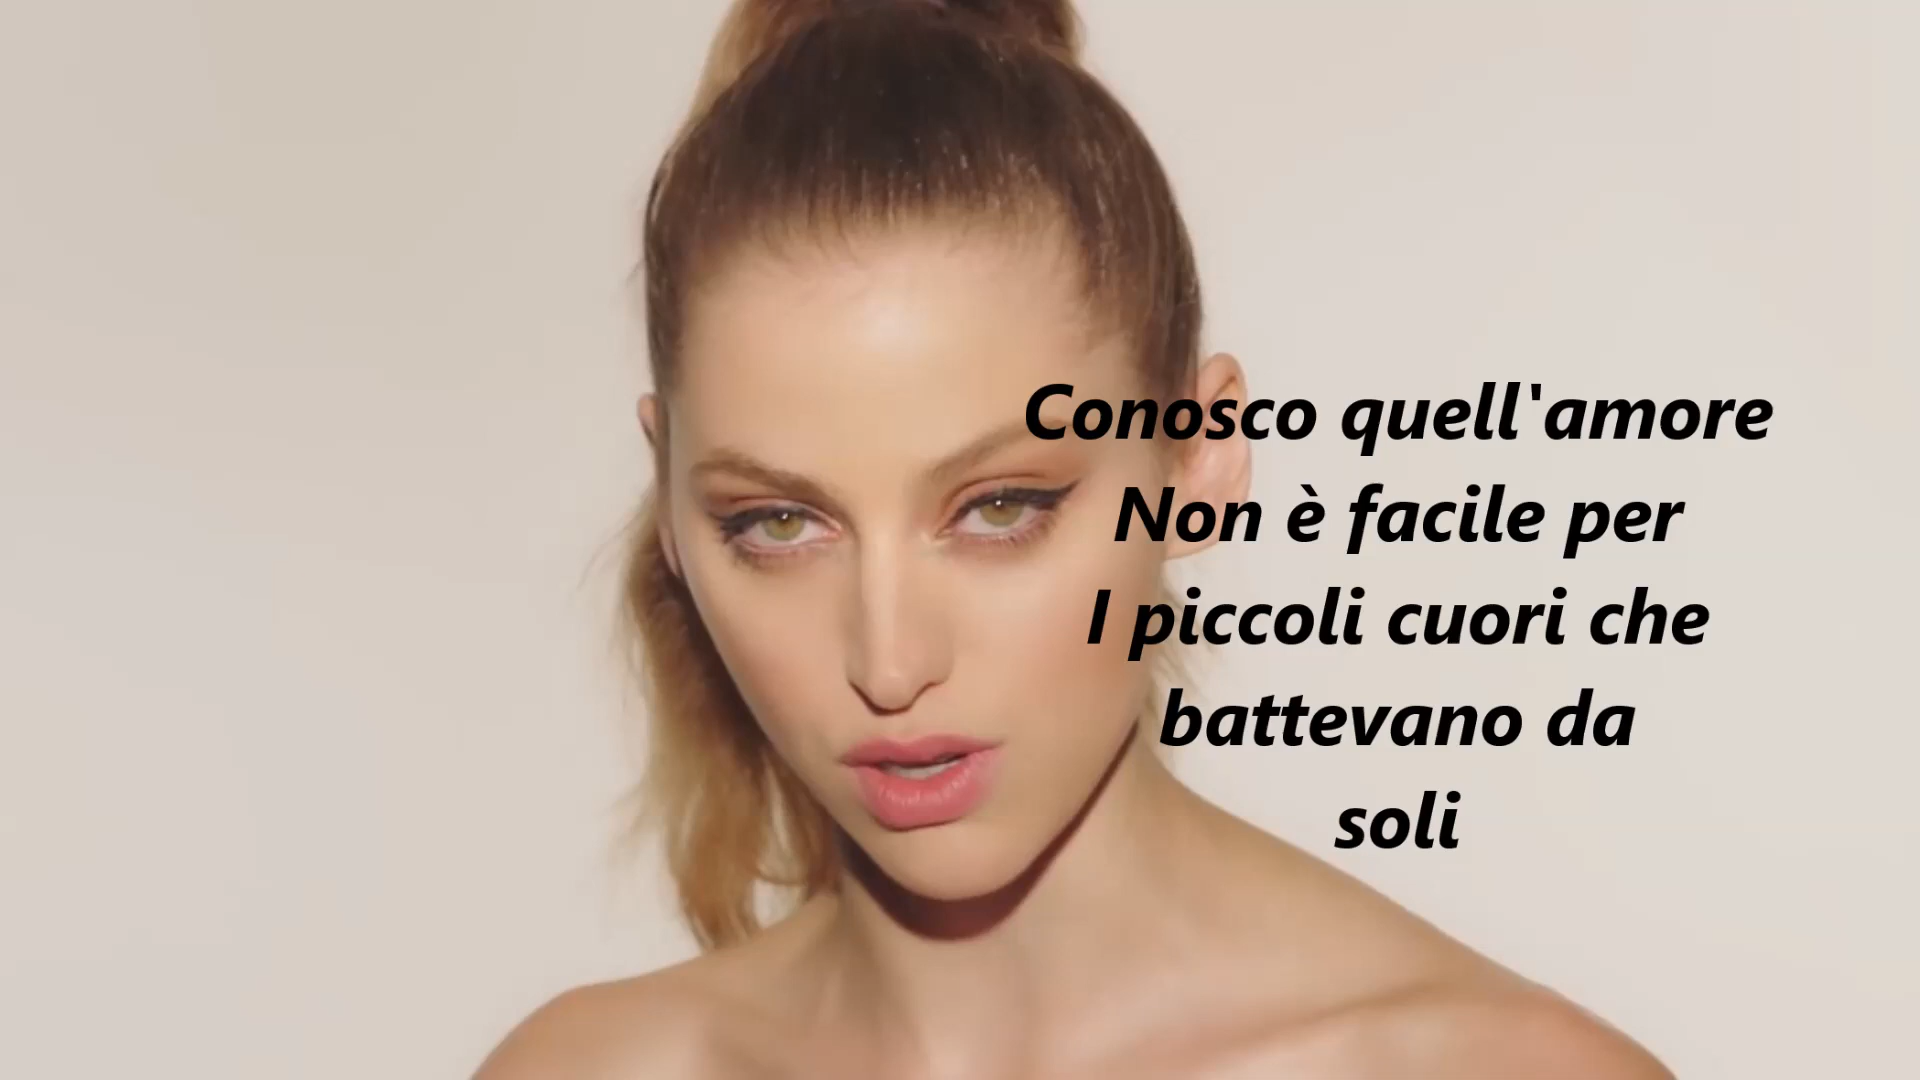 Conosco quell'amore
Non è facile per
I piccoli cuori che
battevano da
soli